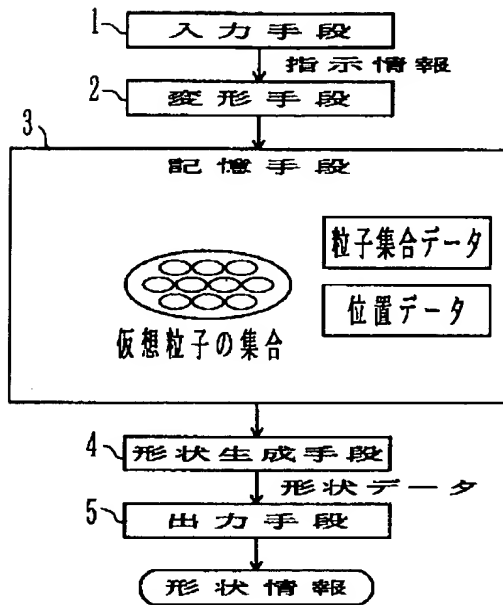 1 入力手段
指示情報
2 変形手段
3
記憶手段
粒子集合データ
位置データ
仮想粒子の集合
4 形状生成手段
形状データ
5 出力手段
形状情報